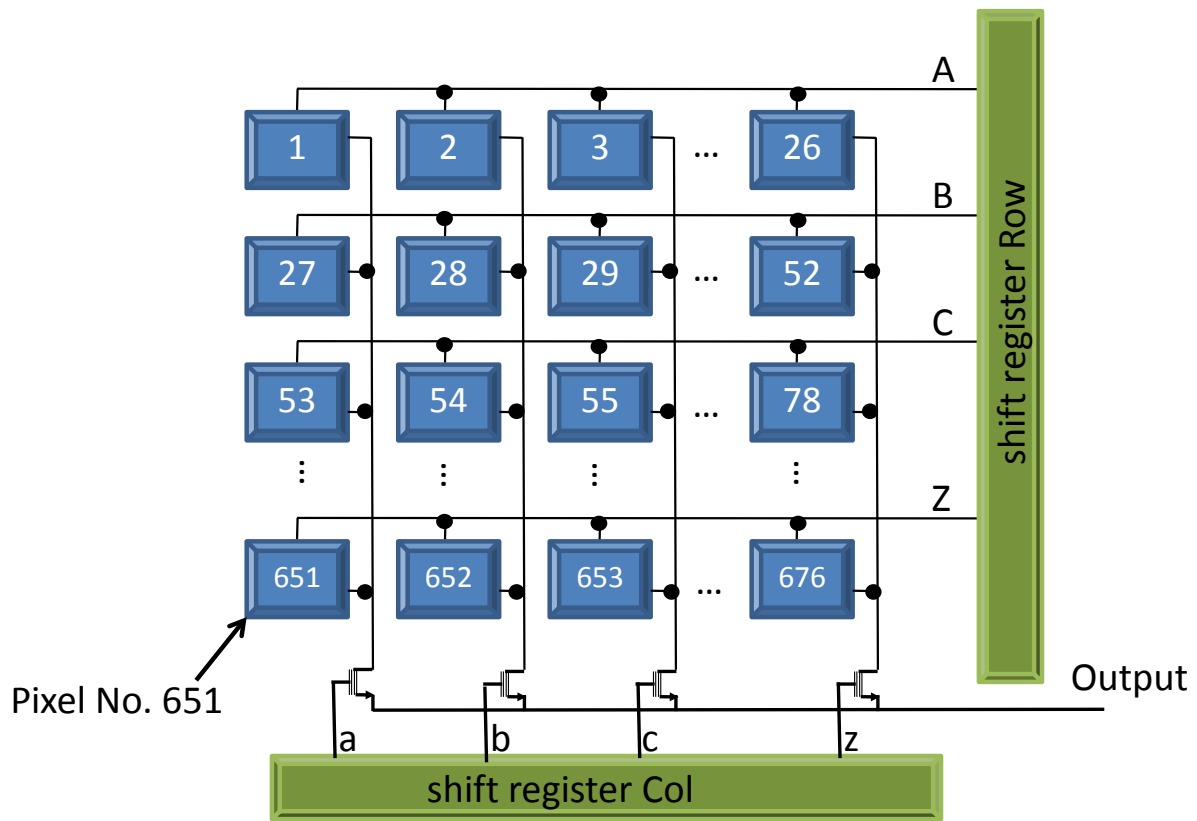 A
1 2 3 ... 26
B
27 28 29 ... 52
C
53 54 55 ... 78
... ... ... ...
Z
651 652 653 ... 676
shift register Row
Pixel No. 651
Output
a b c z
shift register Col